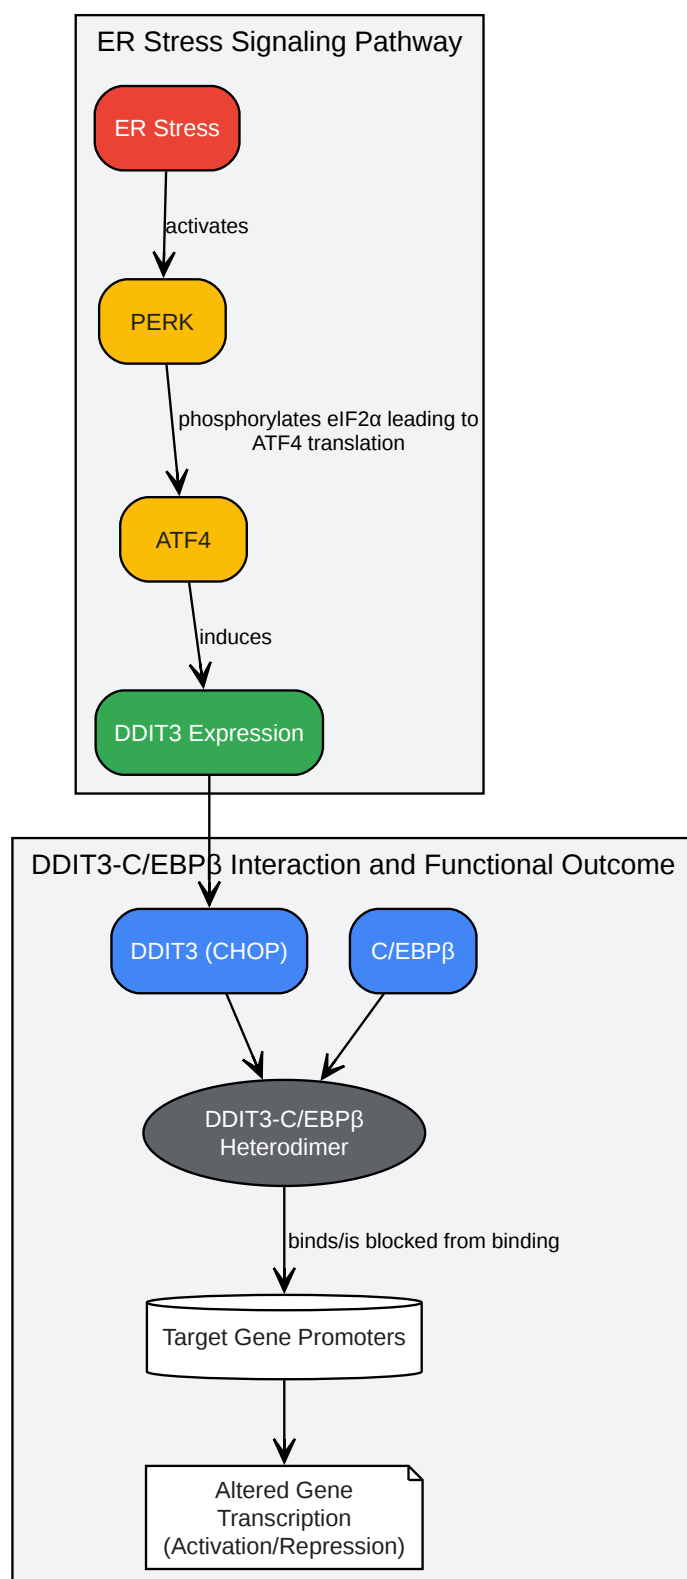 ER Stress Signaling Pathway
ER Stress
activates
PERK
phosphorylates eIF2α leading to
ATF4 translation
ATF4
induces
DDIT3 Expression
DDIT3-C/EBPβ Interaction and Functional Outcome
DDIT3 (CHOP)
C/EBPβ
DDIT3-C/EBPβ
Heterodimer
binds/is blocked from binding
Target Gene Promoters
Altered Gene
Transcription
(Activation/Repression)